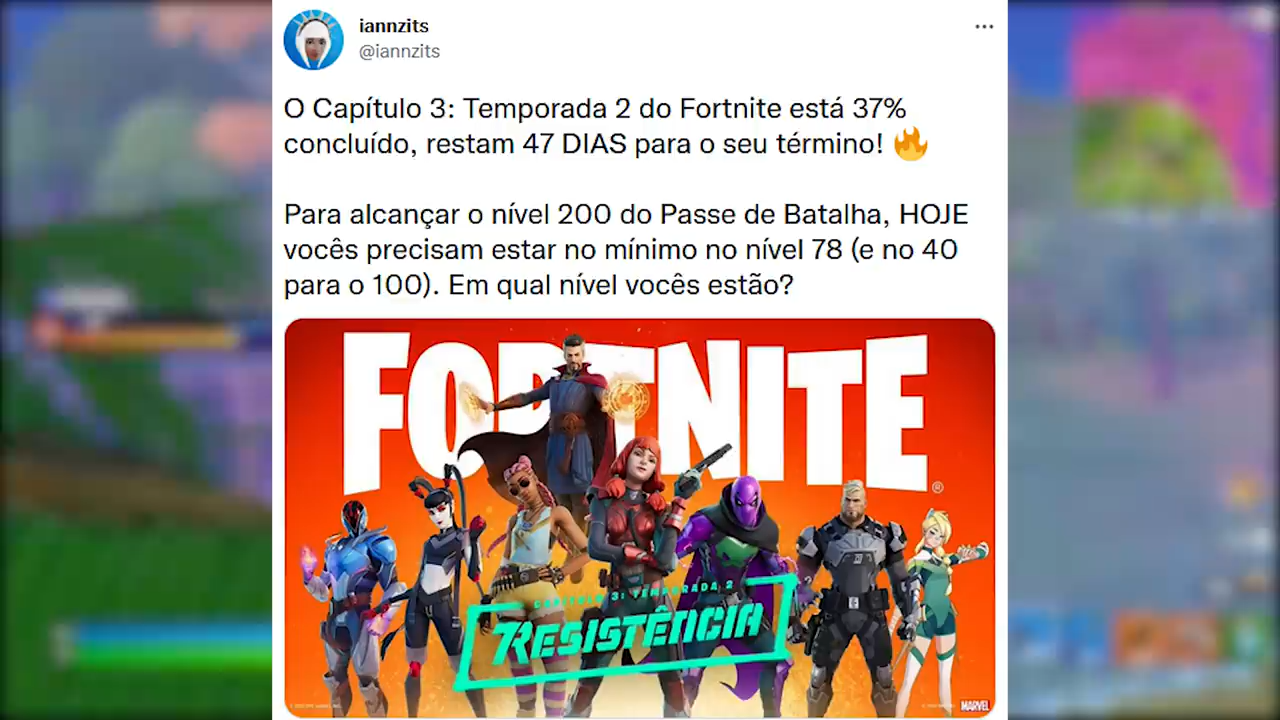 iannzits
@iannzits
O Capítulo 3: Temporada 2 do Fortnite está 37%
concluído, restam 47 DIAS para o seu término! 🔥
Para alcançar o nível 200 do Passe de Batalha, HOJE
vocês precisam estar no mínimo no nível 78 (e no 40
para o 100). Em qual nível vocês estão?
FORTNITE
®
CAPÍTULO 3: TEMPORADA 2
RESISTÊNCIA
MARVEL